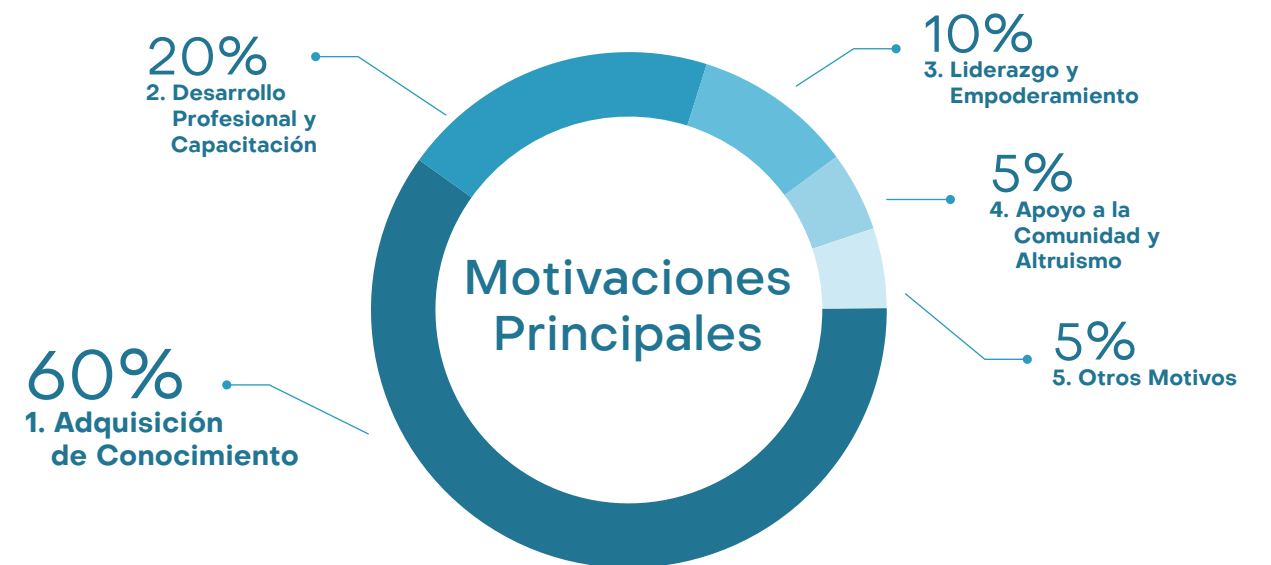 20%
2. Desarrollo
Profesional y
Capacitación
10%
3. Liderazgo y
Empoderamiento
5%
4. Apoyo a la
Comunidad y
Altruismo
Motivaciones
Principales
60%
1. Adquisición
de Conocimiento
5%
5. Otros Motivos